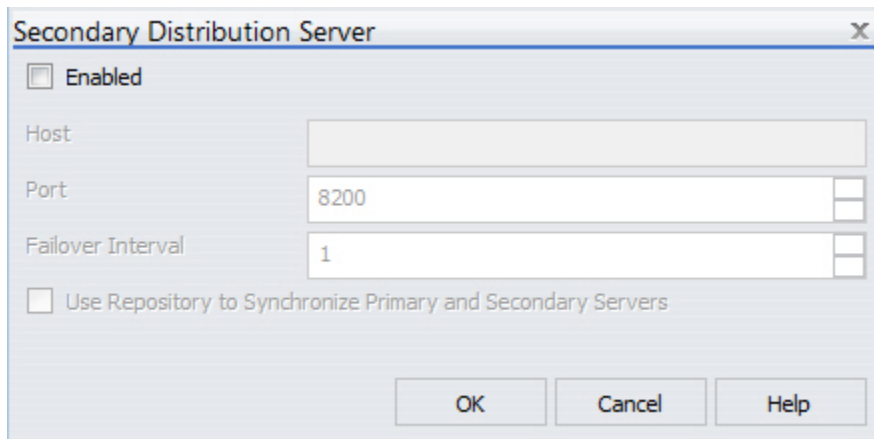 Secondary Distribution Server
Enabled
Host
Port
8200
Failover Interval
1
Use Repository to Synchronize Primary and Secondary Servers
OK Cancel Help